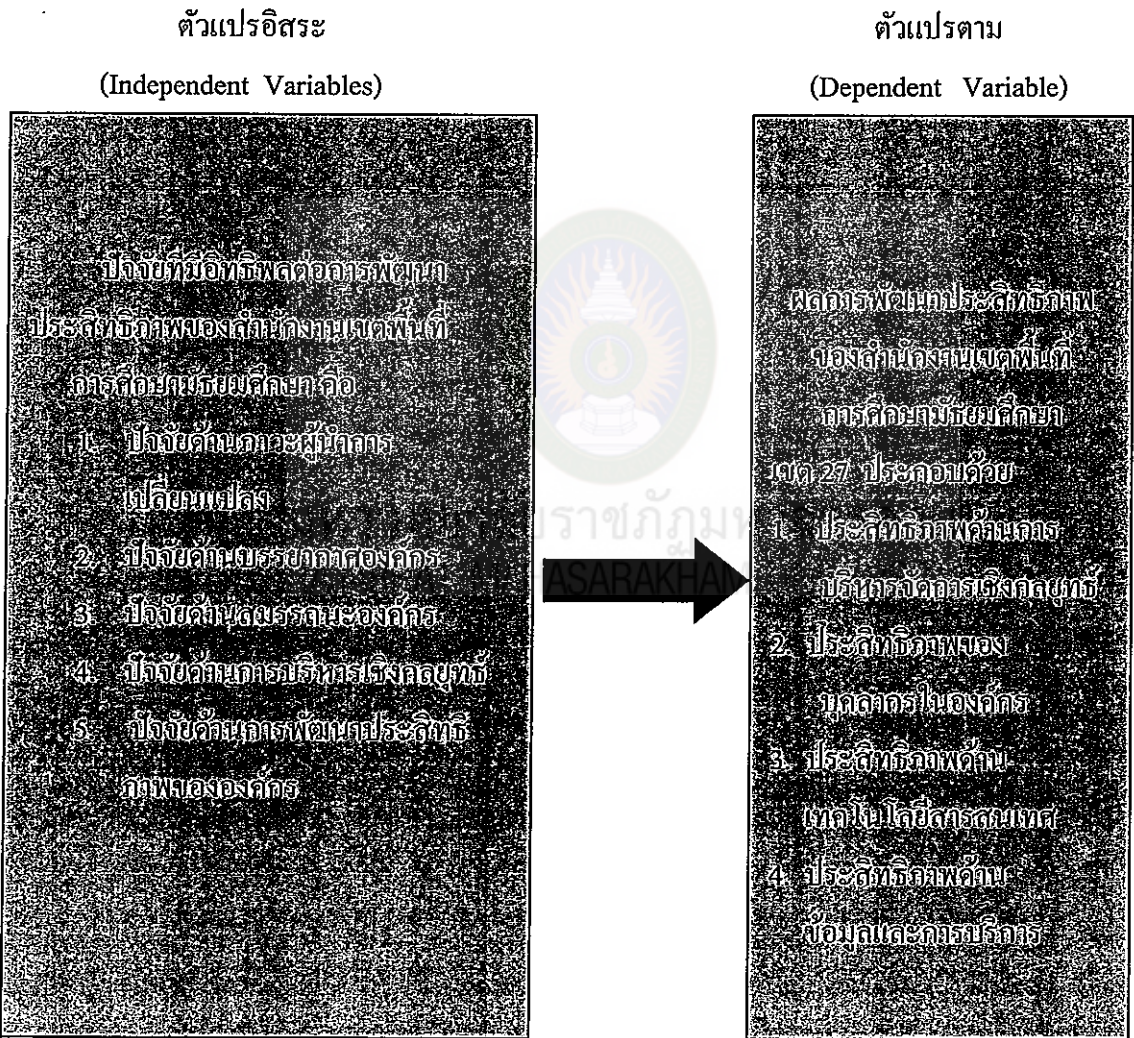 ตัวแปรอิสระ
(Independent Variables)
ปัจจัยที่มีอิทธิพลต่อการพัฒนา
ประสิทธิภาพของสำนักงานเขตพื้นที่
การศึกษามัธยมศึกษา คือ
1. ปัจจัยด้านภาวะผู้นำการ
เปลี่ยนแปลง
2. ปัจจัยด้านบรรยากาศองค์กร
3. ปัจจัยด้านสมรรถนะองค์กร
4. ปัจจัยด้านการบริหารเชิงกลยุทธ์
5. ปัจจัยด้านการพัฒนาประสิทธิ
ภาพขององค์กร
ตัวแปรตาม
(Dependent Variable)
ผลการพัฒนาประสิทธิภาพ
ของสำนักงานเขตพื้นที่
การศึกษามัธยมศึกษา
เขต 27 ประกอบด้วย
1. ประสิทธิภาพด้านการ
บริหารจัดการเชิงกลยุทธ์
2. ประสิทธิภาพของ
บุคลากรในองค์กร
3. ประสิทธิภาพด้าน
เทคโนโลยีสารสนเทศ
4. ประสิทธิภาพด้าน
ข้อมูลและการบริการ
ราชภัฏม
HASARAKHAM